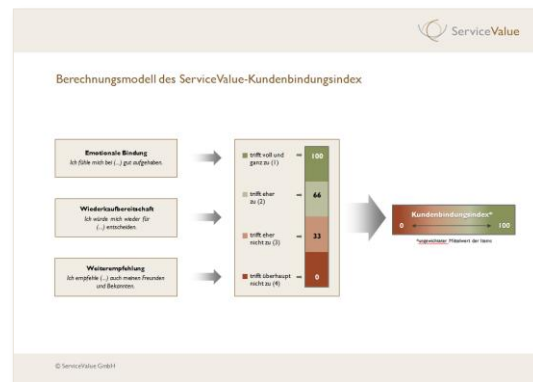 ServiceValue
Berechnungsmodell des ServiceValue-Kundenbindungsindex
Emotionale Bindung
Ich fühle mich bei (...) gut aufgehoben.
Wiederkaufbereitschaft
Ich würde mich wieder für
(...) entscheiden.
Weiterempfehlung
Ich empfehle (...) auch meinen Freunden
und Bekannten.
trifft voll und
ganz zu (1)
100
trifft eher
zu (2)
66
trifft eher
nicht zu (3)
33
trifft überhaupt
nicht zu (4)
0
Kundenbindungsindex*
0 100
*ungewichteter Mittelwert der Items
© ServiceValue GmbH